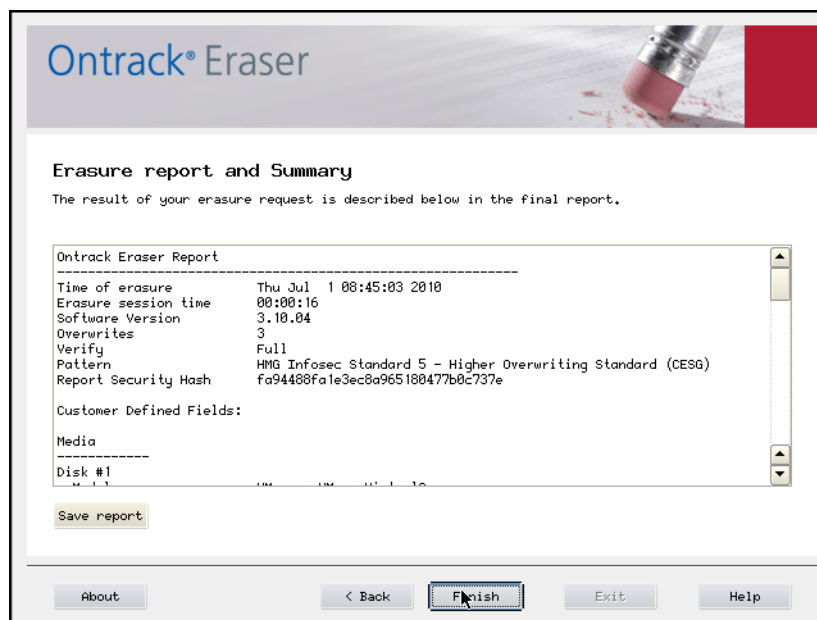 Ontrack® Eraser
Erasure report and Summary
The result of your erasure request is described below in the final report.
Ontrack Eraser Report
------------------------------------------------------------
Time of erasure Thu Jul 1 08:45:03 2010
Erasure session time 00:00:16
Software Version 3.10.04
Overwrites 3
Verify Full
Pattern HMG Infosec Standard 5 - Higher Overwriting Standard (CESG)
Report Security Hash fa94488fa1e3ec8a965180477b0c737e
Customer Defined Fields:
Media
------------
Disk #1
Save report
About < Back Finish Exit Help